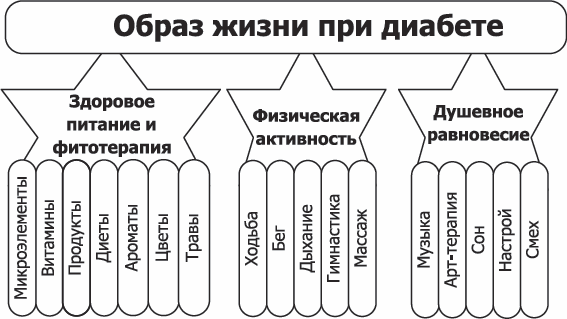 Образ жизни при диабете
Здоровое
питание и
фитотерапия
Физическая
активность
Душевное
равновесие
Микроэлементы
Витамины
Продукты
Диеты
Ароматы
Цветы
Травы
Ходьба
Бег
Дыхание
Гимнастика
Массаж
Музыка
Арт-терапия
Сон
Настрой
Смех